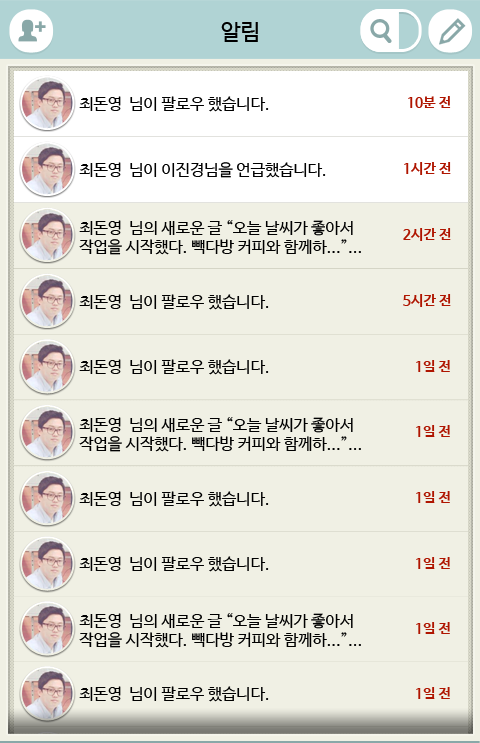 알림
최돈영 님이 팔로우 했습니다. 10분 전
최돈영 님이 이진경님을 언급했습니다. 1시간 전
최돈영 님의 새로운 글 “오늘 날씨가 좋아서 2시간 전
작업을 시작했다. 빽다방 커피와 함께하...”...
최돈영 님이 팔로우 했습니다. 5시간 전
최돈영 님이 팔로우 했습니다. 1일 전
최돈영 님의 새로운 글 “오늘 날씨가 좋아서 1일 전
작업을 시작했다. 빽다방 커피와 함께하...”...
최돈영 님이 팔로우 했습니다. 1일 전
최돈영 님이 팔로우 했습니다. 1일 전
최돈영 님의 새로운 글 “오늘 날씨가 좋아서 1일 전
작업을 시작했다. 빽다방 커피와 함께하...”...
최돈영 님이 팔로우 했습니다. 1일 전